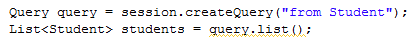 Query query = session.createQuery("from Student");
List<Student> students = query.list();